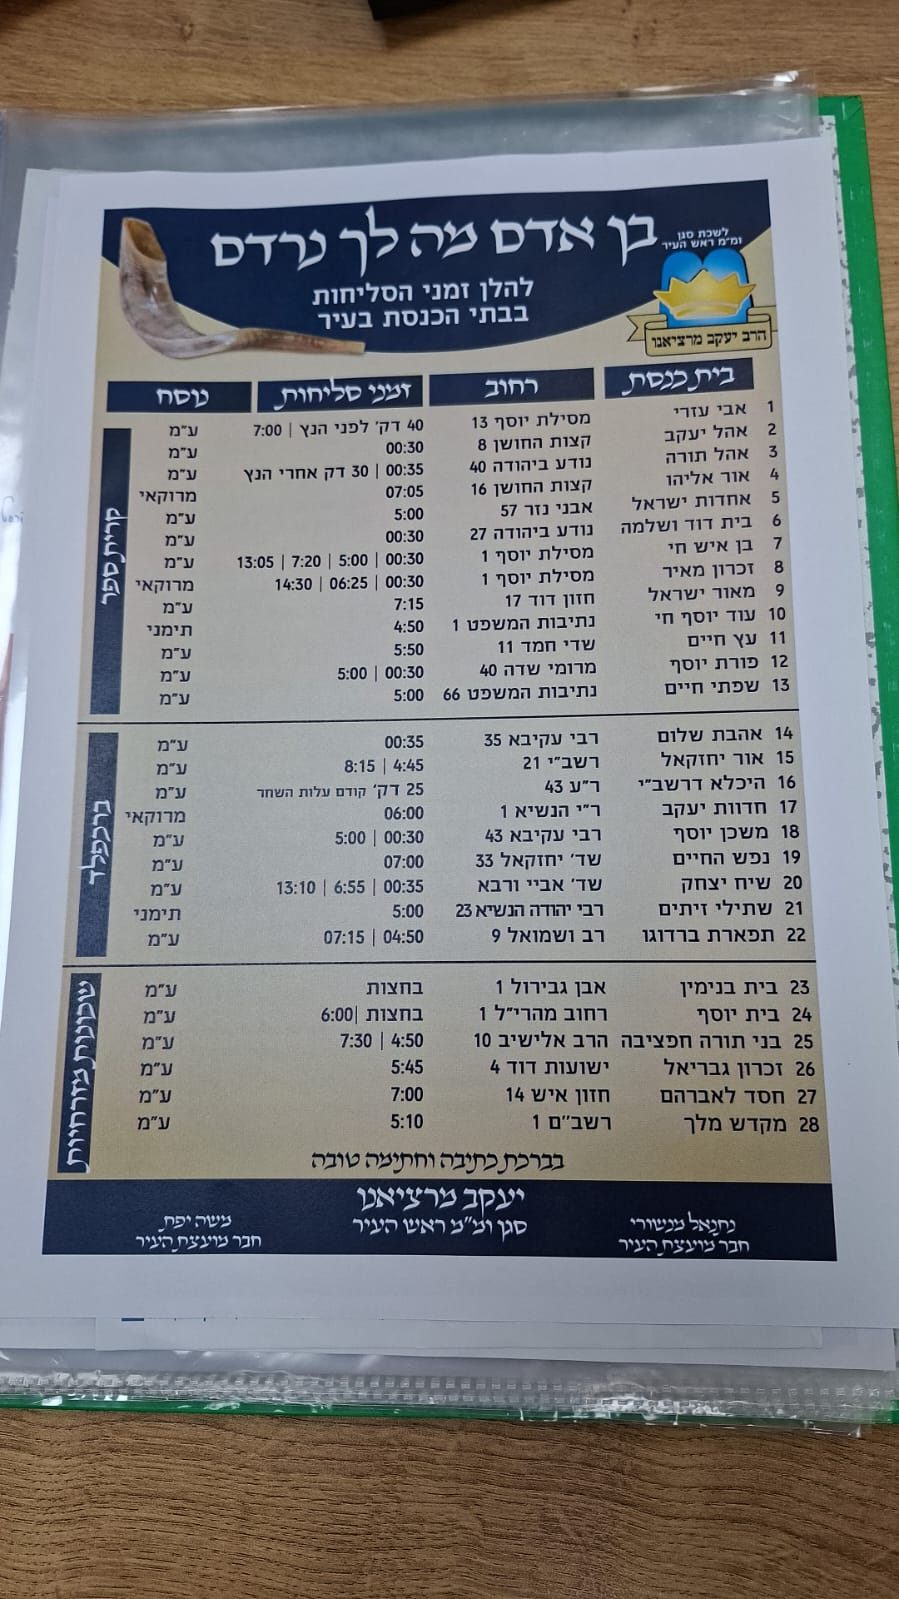 בן אדם מה לך נרדם
לשכת סגן
ומ"מ ראש העיר
להלן זמני הסליחות
בבתי הכנסת בעיר
הרב יעקב מרציאנו
בית כנסת רחוב זמני סליחות נוסח
קרית ספר
1 אבי עזרי מסילת יוסף 13 40 דק' לפני הנץ | 7:00 ע"מ
2 אהל יעקב קצות החושן 8 00:30 ע"מ
3 אהל תורה נודע ביהודה 40 00:35 | 30 דק אחרי הנץ ע"מ
4 אור אליהו קצות החושן 16 07:05 מרוקאי
5 אחדות ישראל אבני נזר 57 5:00 ע"מ
6 בית דוד ושלמה נודע ביהודה 27 00:30 ע"מ
7 בן איש חי מסילת יוסף 1 00:30 | 5:00 | 7:20 | 13:05 ע"מ
8 זכרון מאיר מסילת יוסף 1 00:30 | 06:25 | 14:30 מרוקאי
9 מאור ישראל חזון דוד 17 7:15 ע"מ
10 עוד יוסף חי נתיבות המשפט 1 4:50 תימני
11 עץ חיים שדי חמד 11 5:50 ע"מ
12 פורת יוסף מרומי שדה 40 00:30 | 5:00 ע"מ
13 שפתי חיים נתיבות המשפט 66 5:00 ע"מ
ברכפלד
14 אהבת שלום רבי עקיבא 35 00:35 ע"מ
15 אור יחזקאל רשב"י 21 4:45 | 8:15 ע"מ
16 היכלא דרשב"י ר"ע 43 25 דק' קודם עלות השחר ע"מ
17 חדוות יעקב ר"י הנשיא 1 06:00 מרוקאי
18 משכן יוסף רבי עקיבא 43 00:30 | 5:00 ע"מ
19 נפש החיים שד' יחזקאל 33 07:00 ע"מ
20 שיח יצחק שד' אביי ורבא 00:35 | 6:55 | 13:10 ע"מ
21 שתילי זיתים רבי יהודה הנשיא 23 5:00 תימני
22 תפארת ברדוגו רב ושמואל 9 04:50 | 07:15 ע"מ
שכונות מזרחיות
23 בית בנימין אבן גבירול 1 בחצות ע"מ
24 בית יוסף רחוב מהרי"ל 1 בחצות |6:00 ע"מ
25 בני תורה חפציבה הרב אלישיב 10 4:50 | 7:30 ע"מ
26 זכרון גבריאל ישועות דוד 4 5:45 ע"מ
27 חסד לאברהם חזון איש 14 7:00 ע"מ
28 מקדש מלך רשב"ם 1 5:10 ע"מ
בברכת כתיבה וחתימה טובה
יעקב מרציאנו
סגן ומ"מ ראש העיר
נתנאל מנשורי
חבר מועצת העיר
משה יפת
חבר מועצת העיר